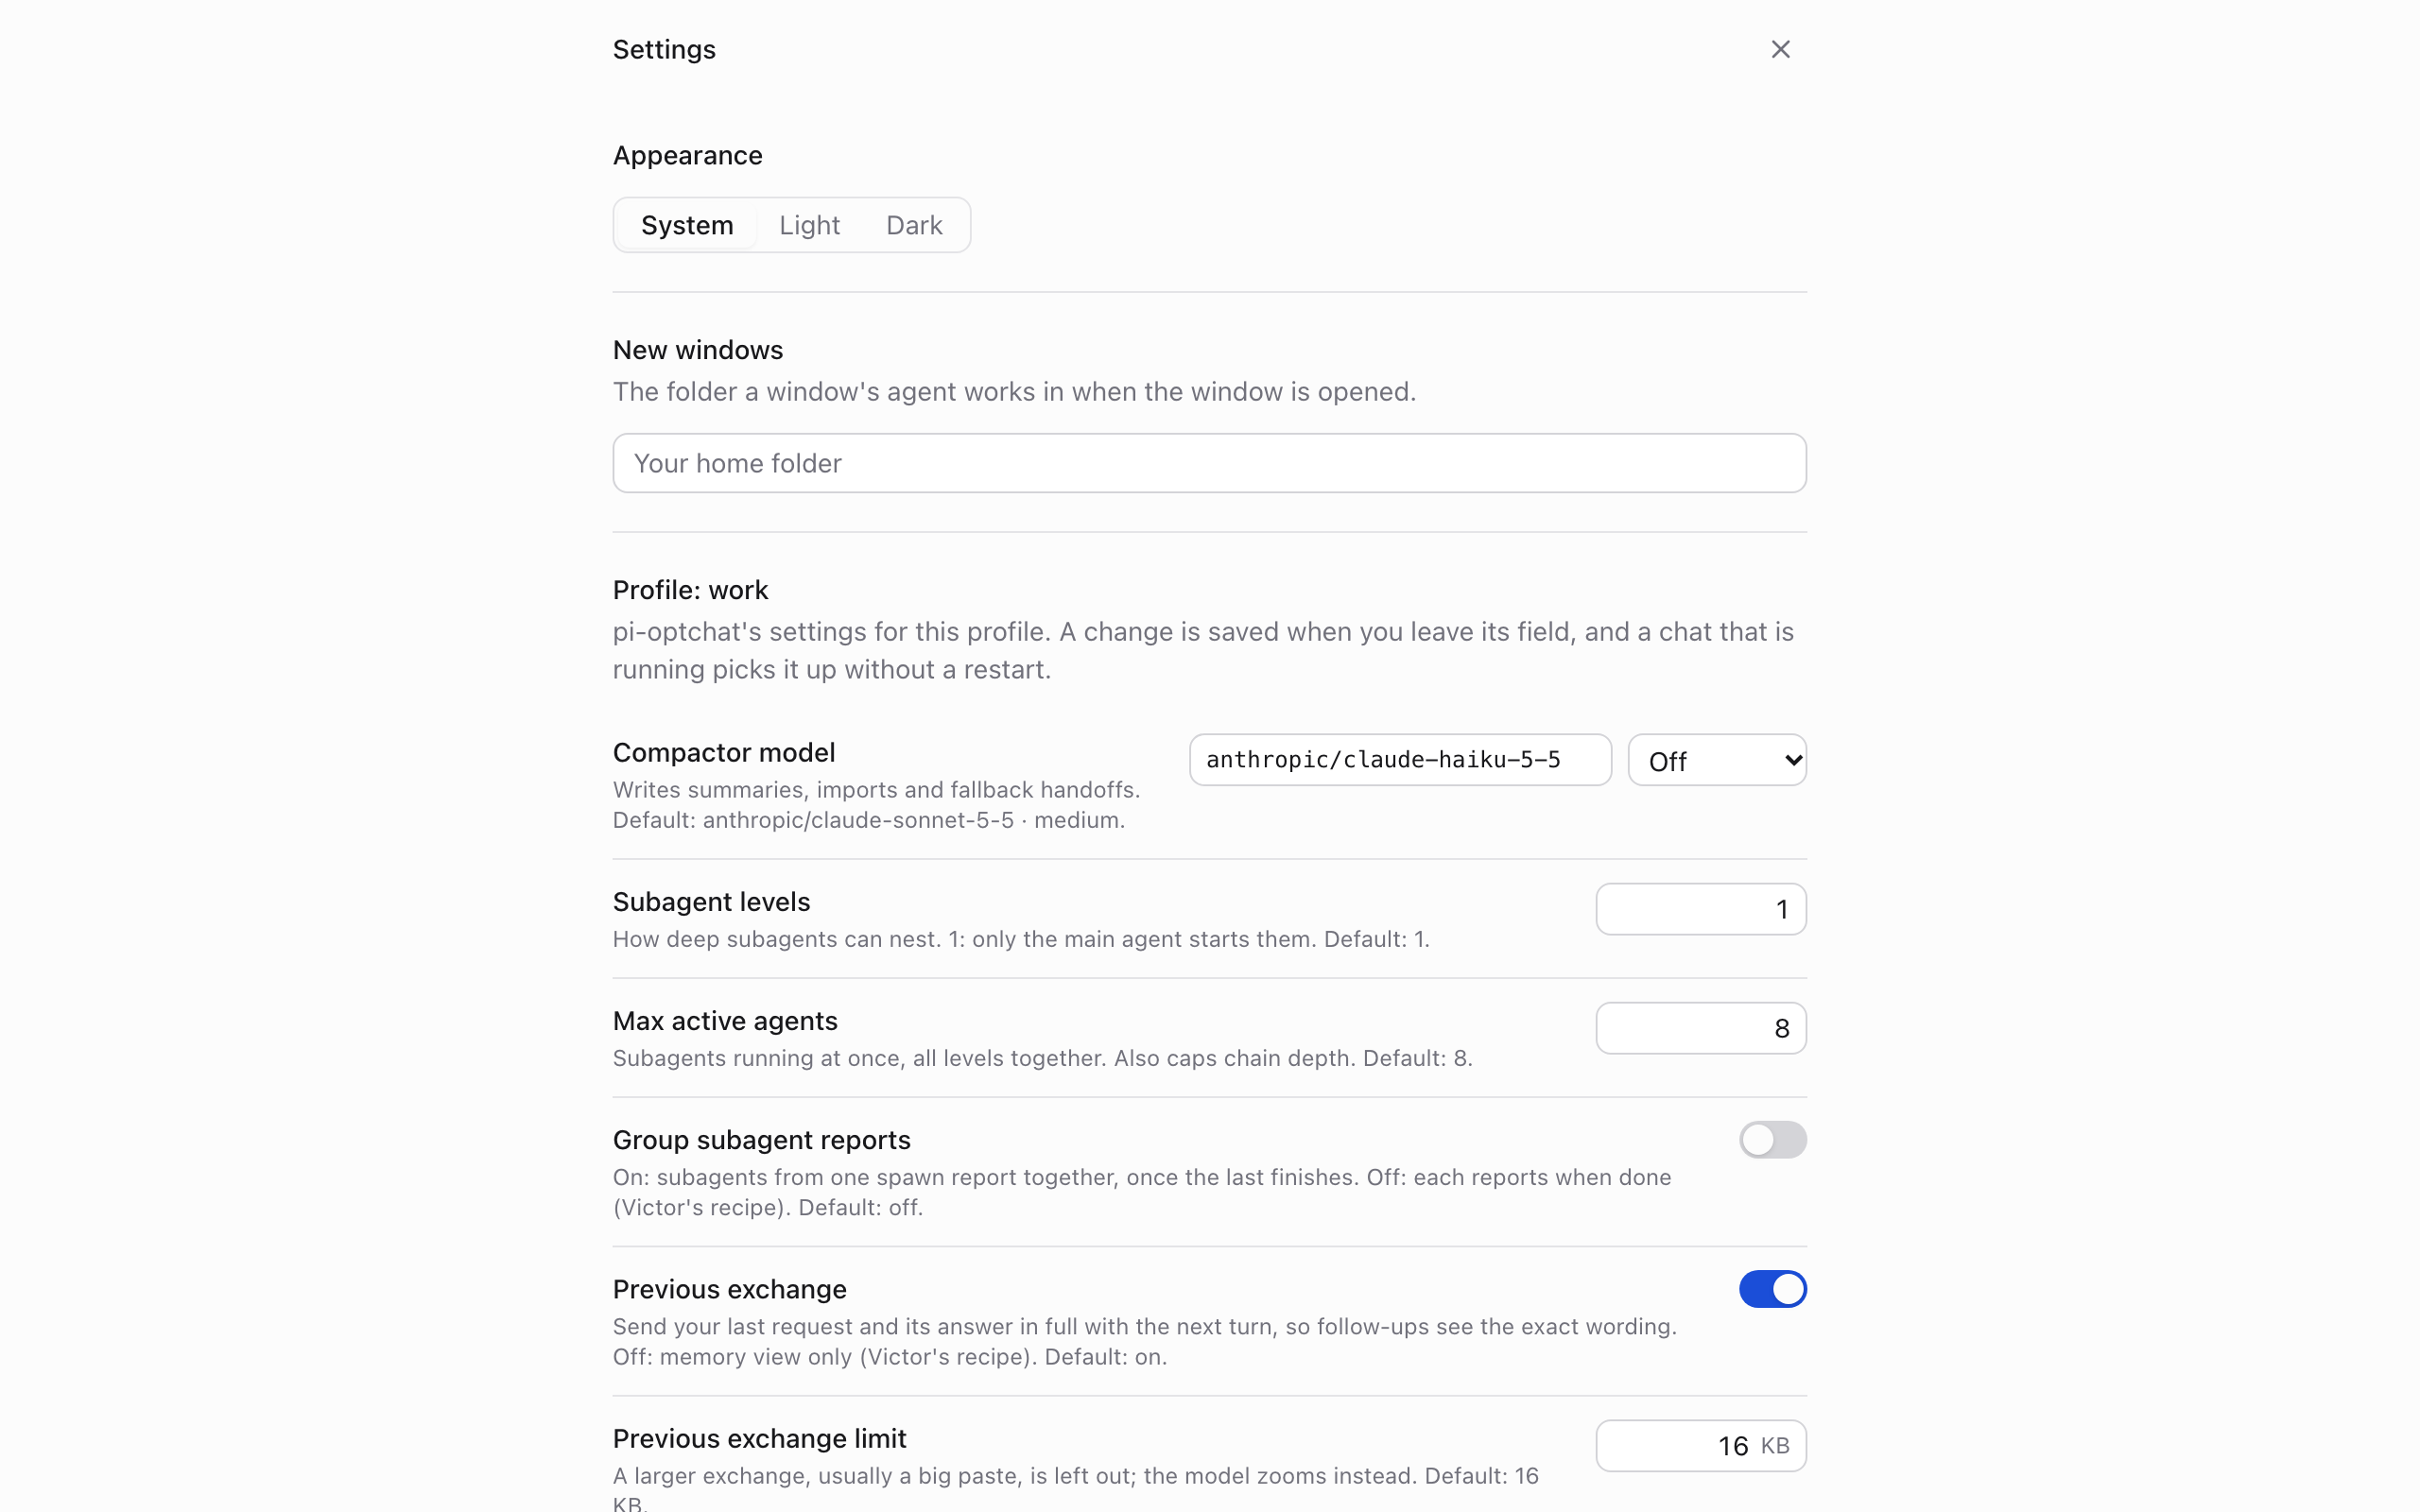 Settings
Appearance
System Light Dark
New windows
The folder a window's agent works in when the window is opened.
Your home folder
Profile: work
pi-optchat's settings for this profile. A change is saved when you leave its field, and a chat that is
running picks it up without a restart.
Compactor model
anthropic/claude-haiku-5-5 Off
Writes summaries, imports and fallback handoffs.
Default: anthropic/claude-sonnet-5-5 · medium.
Subagent levels
1
How deep subagents can nest. 1: only the main agent starts them. Default: 1.
Max active agents
8
Subagents running at once, all levels together. Also caps chain depth. Default: 8.
Group subagent reports
On: subagents from one spawn report together, once the last finishes. Off: each reports when done
(Victor's recipe). Default: off.
Previous exchange
Send your last request and its answer in full with the next turn, so follow-ups see the exact wording.
Off: memory view only (Victor's recipe). Default: on.
Previous exchange limit
16 KB
A larger exchange, usually a big paste, is left out; the model zooms instead. Default: 16
KB.